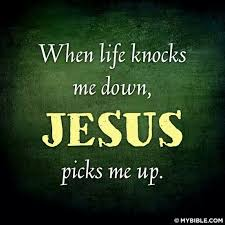 When life knocks
me down,
JESUS
picks me up.
© MYBIBLE.COM